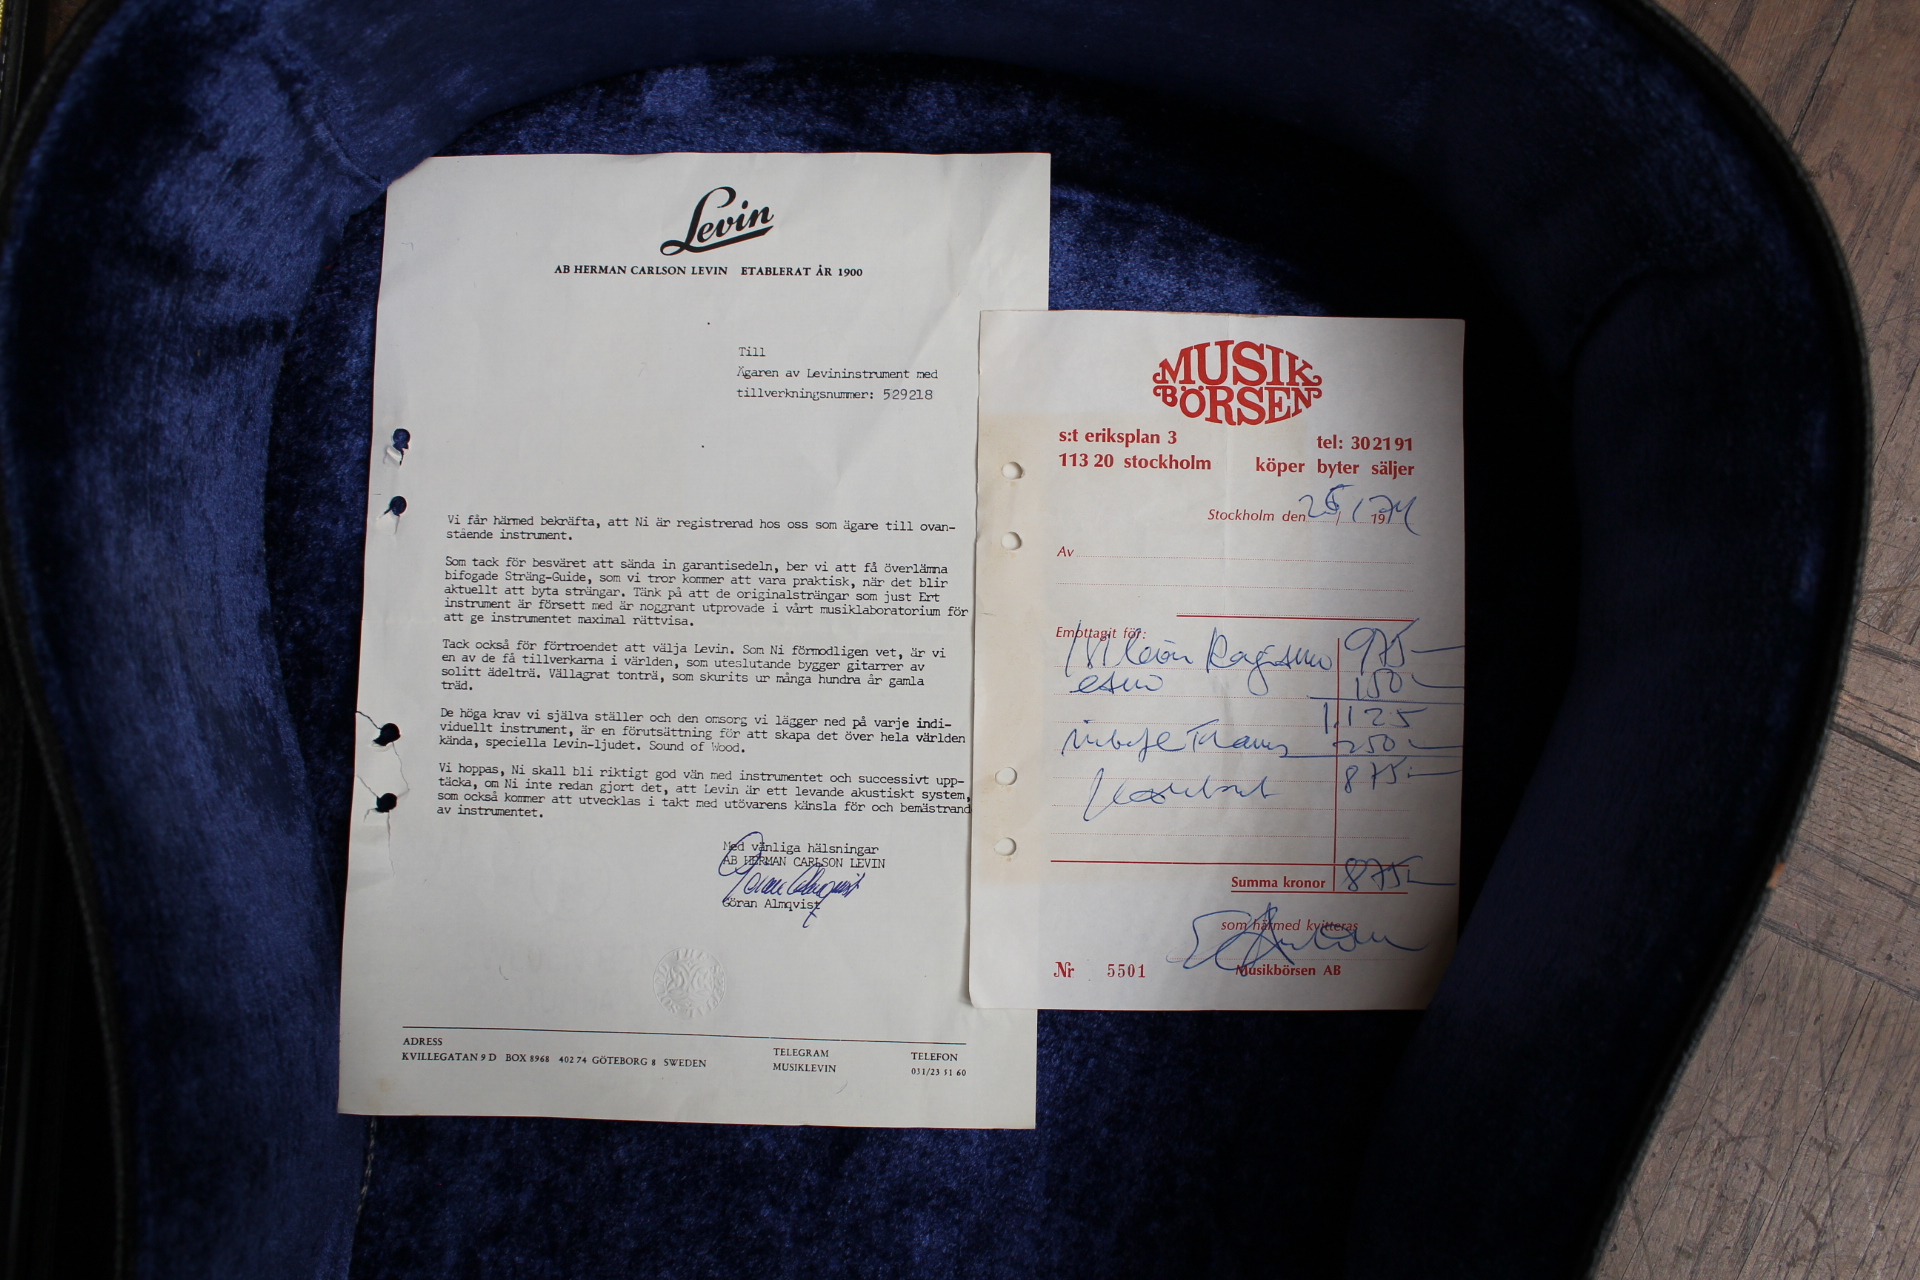 Levin
AB HERMAN CARLSON LEVIN ETABLERAT ÅR 1900
Till
Ägaren av Levininstrument med
tillverkningsnummer: 529218
Vi får härmed bekräfta, att Ni är registrerad hos oss som ägare till ovan-
stående instrument.
Som tack för besväret att sända in garantisedeln, ber vi att få överlämna
bifogade Sträng-Guide, som vi tror kommer att vara praktisk, när det blir
aktuellt att byta strängar. Tänk på att de originalsträngar som just Ert
instrument är försett med är noggrant utprovade i vårt musiklaboratorium för
att ge instrumentet maximal rättvisa.
Tack också för förtroendet att välja Levin. Som Ni förmodligen vet, är vi
en av de få tillverkarna i världen, som uteslutande bygger gitarrer av
solitt ädelträ. Vällagrat tonträ, som skurits ur många hundra år gamla
träd.
De höga krav vi själva ställer och den omsorg vi lägger ned på varje indi-
viduellt instrument, är en förutsättning för att skapa det över hela världen
kända, speciella Levin-ljudet. Sound of Wood.
Vi hoppas, Ni skall bli riktigt god vän med instrumentet och successivt upp-
täcka, om Ni inte redan gjort det, att Levin är ett levande akustiskt system,
som också kommer att utvecklas i takt med utövarens känsla för och bemästrand
av instrumentet.
Med vänliga hälsningar
AB HERMAN CARLSON LEVIN
Göran Almqvist
Göran Almqvist
ADRESS
KVILLEGATAN 9 D BOX 8968 402 74 GÖTEBORG 8 SWEDEN
TELEGRAM
MUSIKLEVIN
TELEFON
031/23 51 60
MUSIK
BÖRSEN
s:t eriksplan 3 tel: 302191
113 20 stockholm köper byter säljer
Stockholm den 25/1 1974
Av
Emottagit för:
Levin 975-
150-
1.125
250-
875:-
Summa kronor 875-
som härmed kvitteras
Nr 5501 Musikbörsen AB